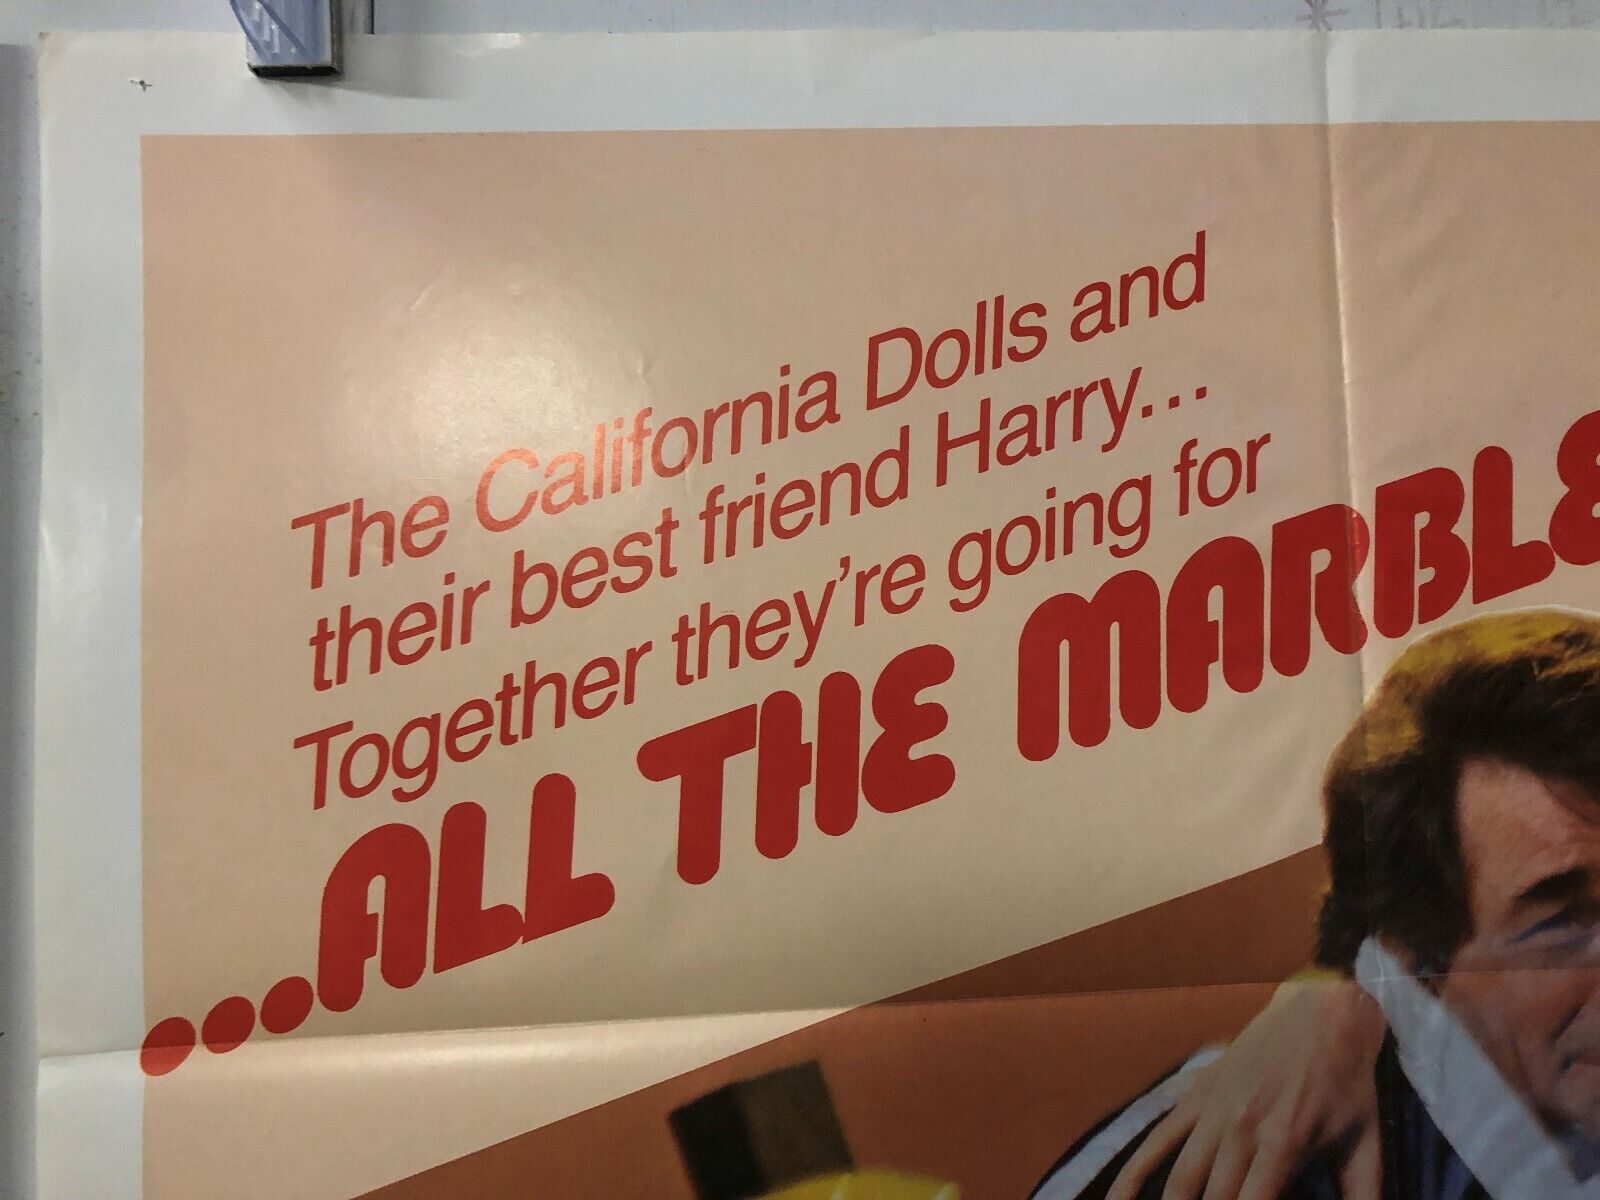 The California Dolls and
their best friend Harry...
Together they're going for
...ALL THE MARBLE